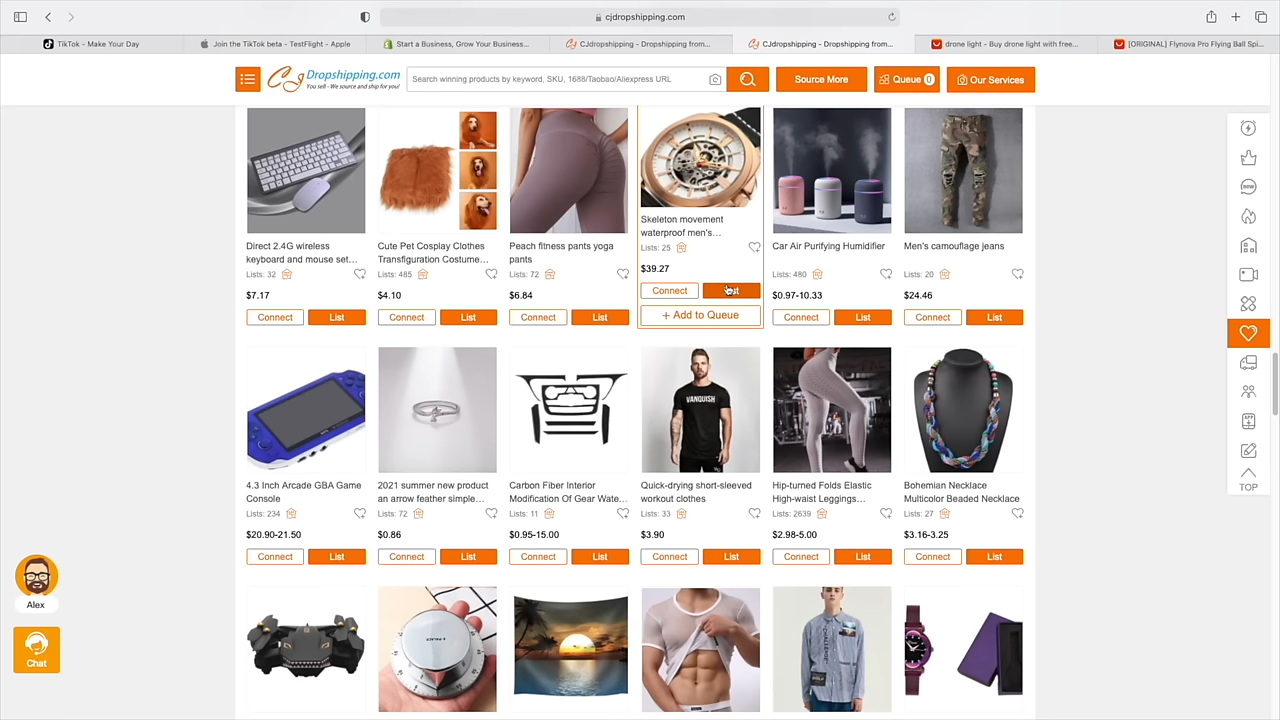 cjdropshipping.com
TikTok - Make Your Day
Join the TikTok beta - TestFlight - Apple
Start a Business, Grow Your Business...
CJdropshipping - Dropshipping from...
CJdropshipping - Dropshipping from...
drone light - Buy drone light with free...
[ORIGINAL] Flynova Pro Flying Ball Spi...
Dropshipping.com
You sell - We source and ship for you!
Search winning products by keyword, SKU, 1688/Taobao/Aliexpress URL
Source More
Queue 0
Our Services
Direct 2.4G wireless
keyboard and mouse set...
Lists: 32
$7.17
Connect
List
Cute Pet Cosplay Clothes
Transfiguration Costume...
Lists: 485
$4.10
Connect
List
Peach fitness pants yoga
pants
Lists: 72
$6.84
Connect
List
Skeleton movement
waterproof men's...
Lists: 25
$39.27
Connect
+ Add to Queue
Car Air Purifying Humidifier
Lists: 480
$0.97-10.33
Connect
List
Men's camouflage jeans
Lists: 20
$24.46
Connect
List
4.3 Inch Arcade GBA Game
Console
Lists: 234
$20.90-21.50
Connect
List
2021 summer new product
an arrow feather simple...
Lists: 72
$0.86
Connect
List
Carbon Fiber Interior
Modification Of Gear Wate...
Lists: 11
$0.95-15.00
Connect
List
VANQUISH
Quick-drying short-sleeved
workout clothes
Lists: 33
$3.90
Connect
List
Hip-turned Folds Elastic
High-waist Leggings...
Lists: 2639
$2.98-5.00
Connect
List
Bohemian Necklace
Multicolor Beaded Necklace
Lists: 27
$3.16-3.25
Connect
List
TOP
Alex
Chat